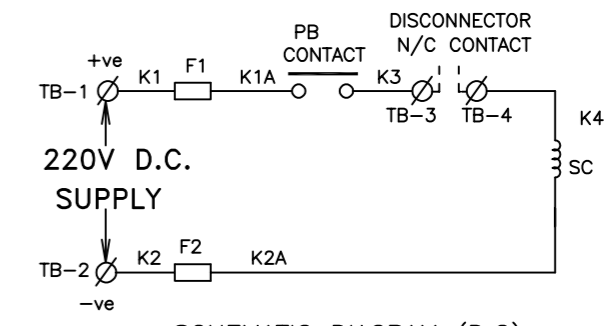 DISCONNECTOR
N/C CONTACT
PB
CONTACT
+ve
K1
F1
K1A
K3
TB-1
TB-3
TB-4
K4
220V D.C.
SUPPLY
SC
TB-2
K2
F2
K2A
-ve